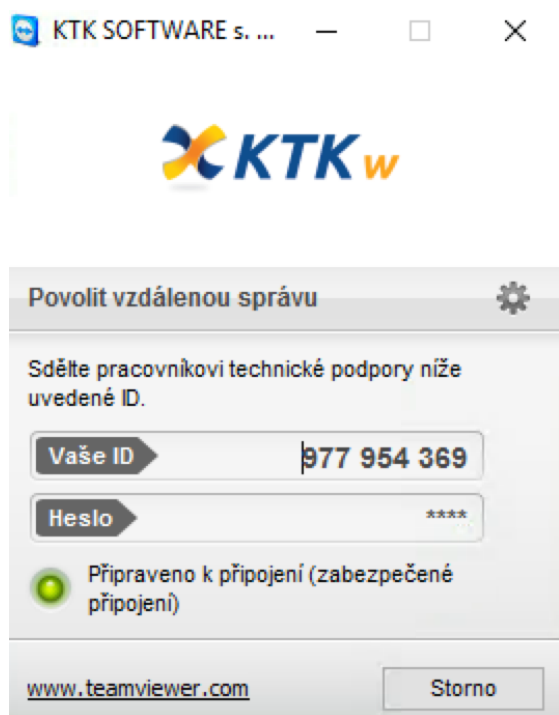 KTK SOFTWARE s. ...
KTK w
Povolit vzdálenou správu
Sdělte pracovníkovi technické podpory níže
uvedené ID.
Vaše ID 977 954 369
Heslo ****
Připraveno k připojení (zabezpečené
připojení)
www.teamviewer.com Storno